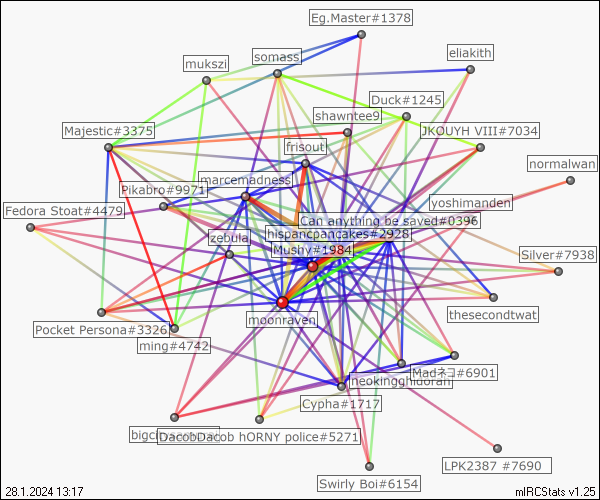 Eg.Master#1378
eliakith
somass
mukszi
Duck#1245
shawntee9
Majestic#3375
JKOUYH VIII#7034
frisout
normalwan
marcemadness
Pikabro#9971
yoshimanden
Fedora Stoat#4479
Can anything be saved#0396
hispancpancakes#2928
zebula
Mushy#1984
Silver#7938
thesecondtwat
moonraven
Pocket Persona#3326
ming#4742
Madネコ#6901
neokingghidorah
Cypha#1717
DacobDacob hORNY police#5271
LPK2387 #7690
Swirly Boi#6154
28.1.2024 13:17
mIRCStats v1.25